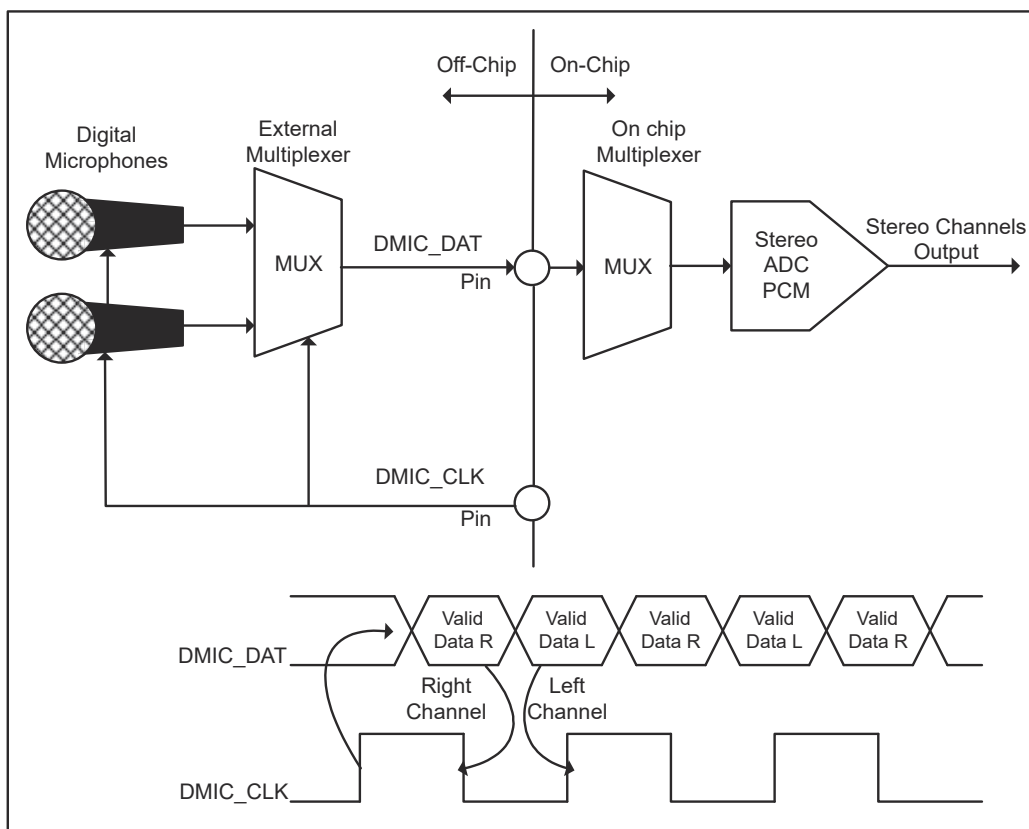 Off-Chip
On-Chip
Digital
Microphones
External
Multiplexer
On chip
Multiplexer
MUX
DMIC_DAT
Pin
MUX
Stereo
ADC
PCM
Stereo Channels
Output
DMIC_CLK
Pin
DMIC_DAT
Valid
Data R
Valid
Data L
Valid
Data R
Valid
Data L
Valid
Data R
Right
Channel
Left
Channel
DMIC_CLK